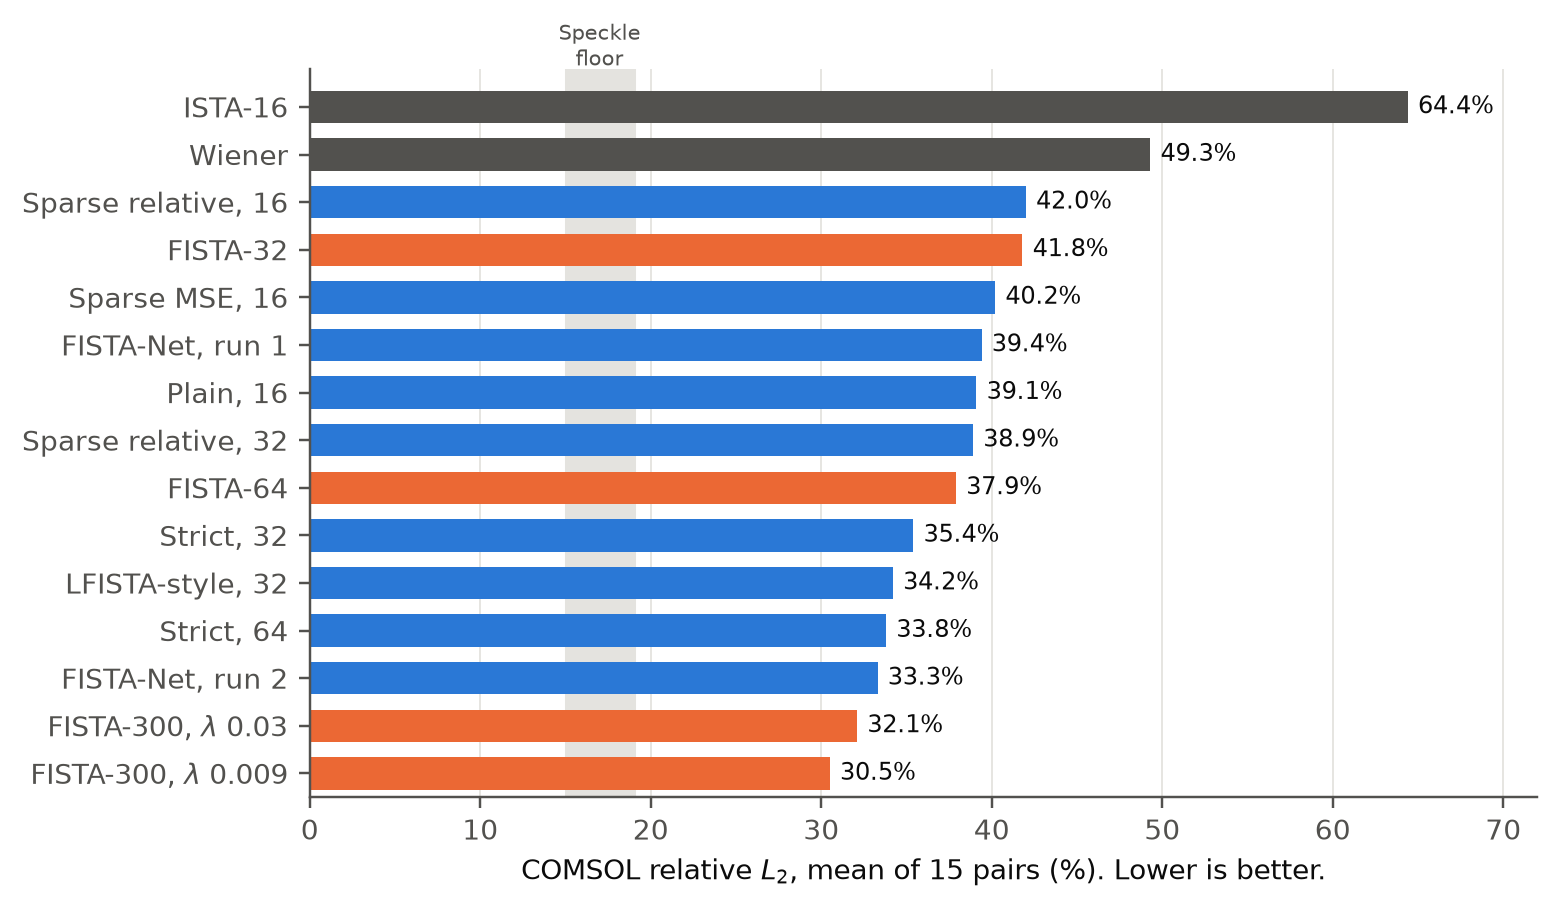 Speckle
floor
ISTA-16 64.4%
Wiener 49.3%
Sparse relative, 16 42.0%
FISTA-32 41.8%
Sparse MSE, 16 40.2%
FISTA-Net, run 1 39.4%
Plain, 16 39.1%
Sparse relative, 32 38.9%
FISTA-64 37.9%
Strict, 32 35.4%
LFISTA-style, 32 34.2%
Strict, 64 33.8%
FISTA-Net, run 2 33.3%
FISTA-300, λ 0.03 32.1%
FISTA-300, λ 0.009 30.5%
0 10 20 30 40 50 60 70
COMSOL relative L₂, mean of 15 pairs (%). Lower is better.